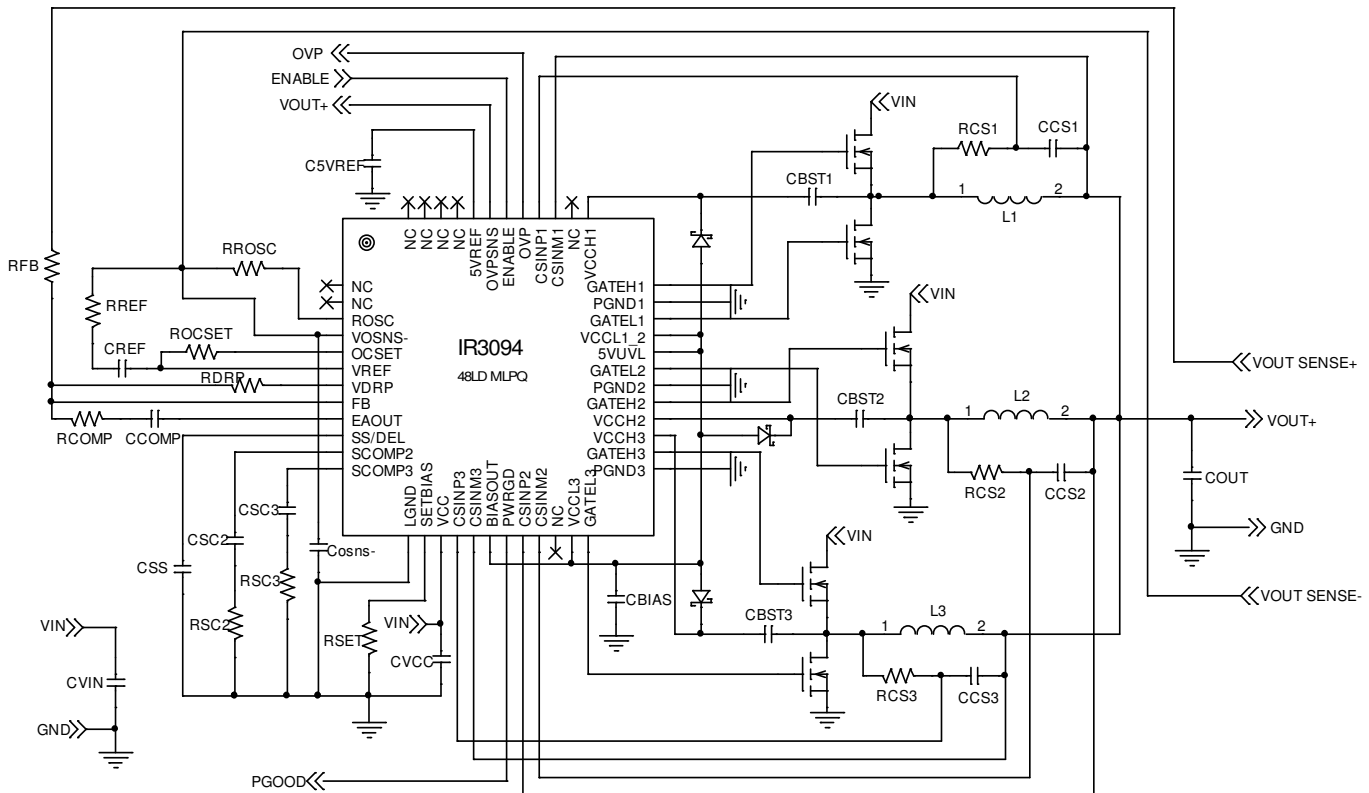 OVP
ENABLE
VOUT+
VIN
RCS1
CCS1
C5VREF
CBST1
1
2
L1
NC
NC
NC
NC
5VREF
OVPSNS
ENABLE
OVP
CSINP1
CSINM1
NC
VCCH1
RFB
RROSC
RREF
ROCSET
CREF
RDRP
RCOMP
CCOMP
NC
NC
ROSC
VOSNS-
OCSET
VREF
VDRP
FB
EAOUT
SS/DEL
SCOMP2
SCOMP3
IR3094
48LD MLPQ
GATEH1
PGND1
GATEL1
VCCL1_2
5VUVL
GATEL2
PGND2
GATEH2
VCCH2
VCCH3
GATEH3
PGND3
LGND
SETBIAS
VCC
CSINP3
CSINM3
BIASOUT
PWRGD
CSINP2
CSINM2
NC
VCCL3
GATEL3
VIN
VOUT SENSE+
CBST2
1
L2
2
VOUT+
RCS2
CCS2
COUT
GND
VOUT SENSE-
CSC3
CSC2
CSS
RSC3
RSC2
Cosns-
RSET
VIN
CVCC
CBIAS
VIN
CBST3
1
L3
2
RCS3
CCS3
VIN
CVIN
GND
PGOOD